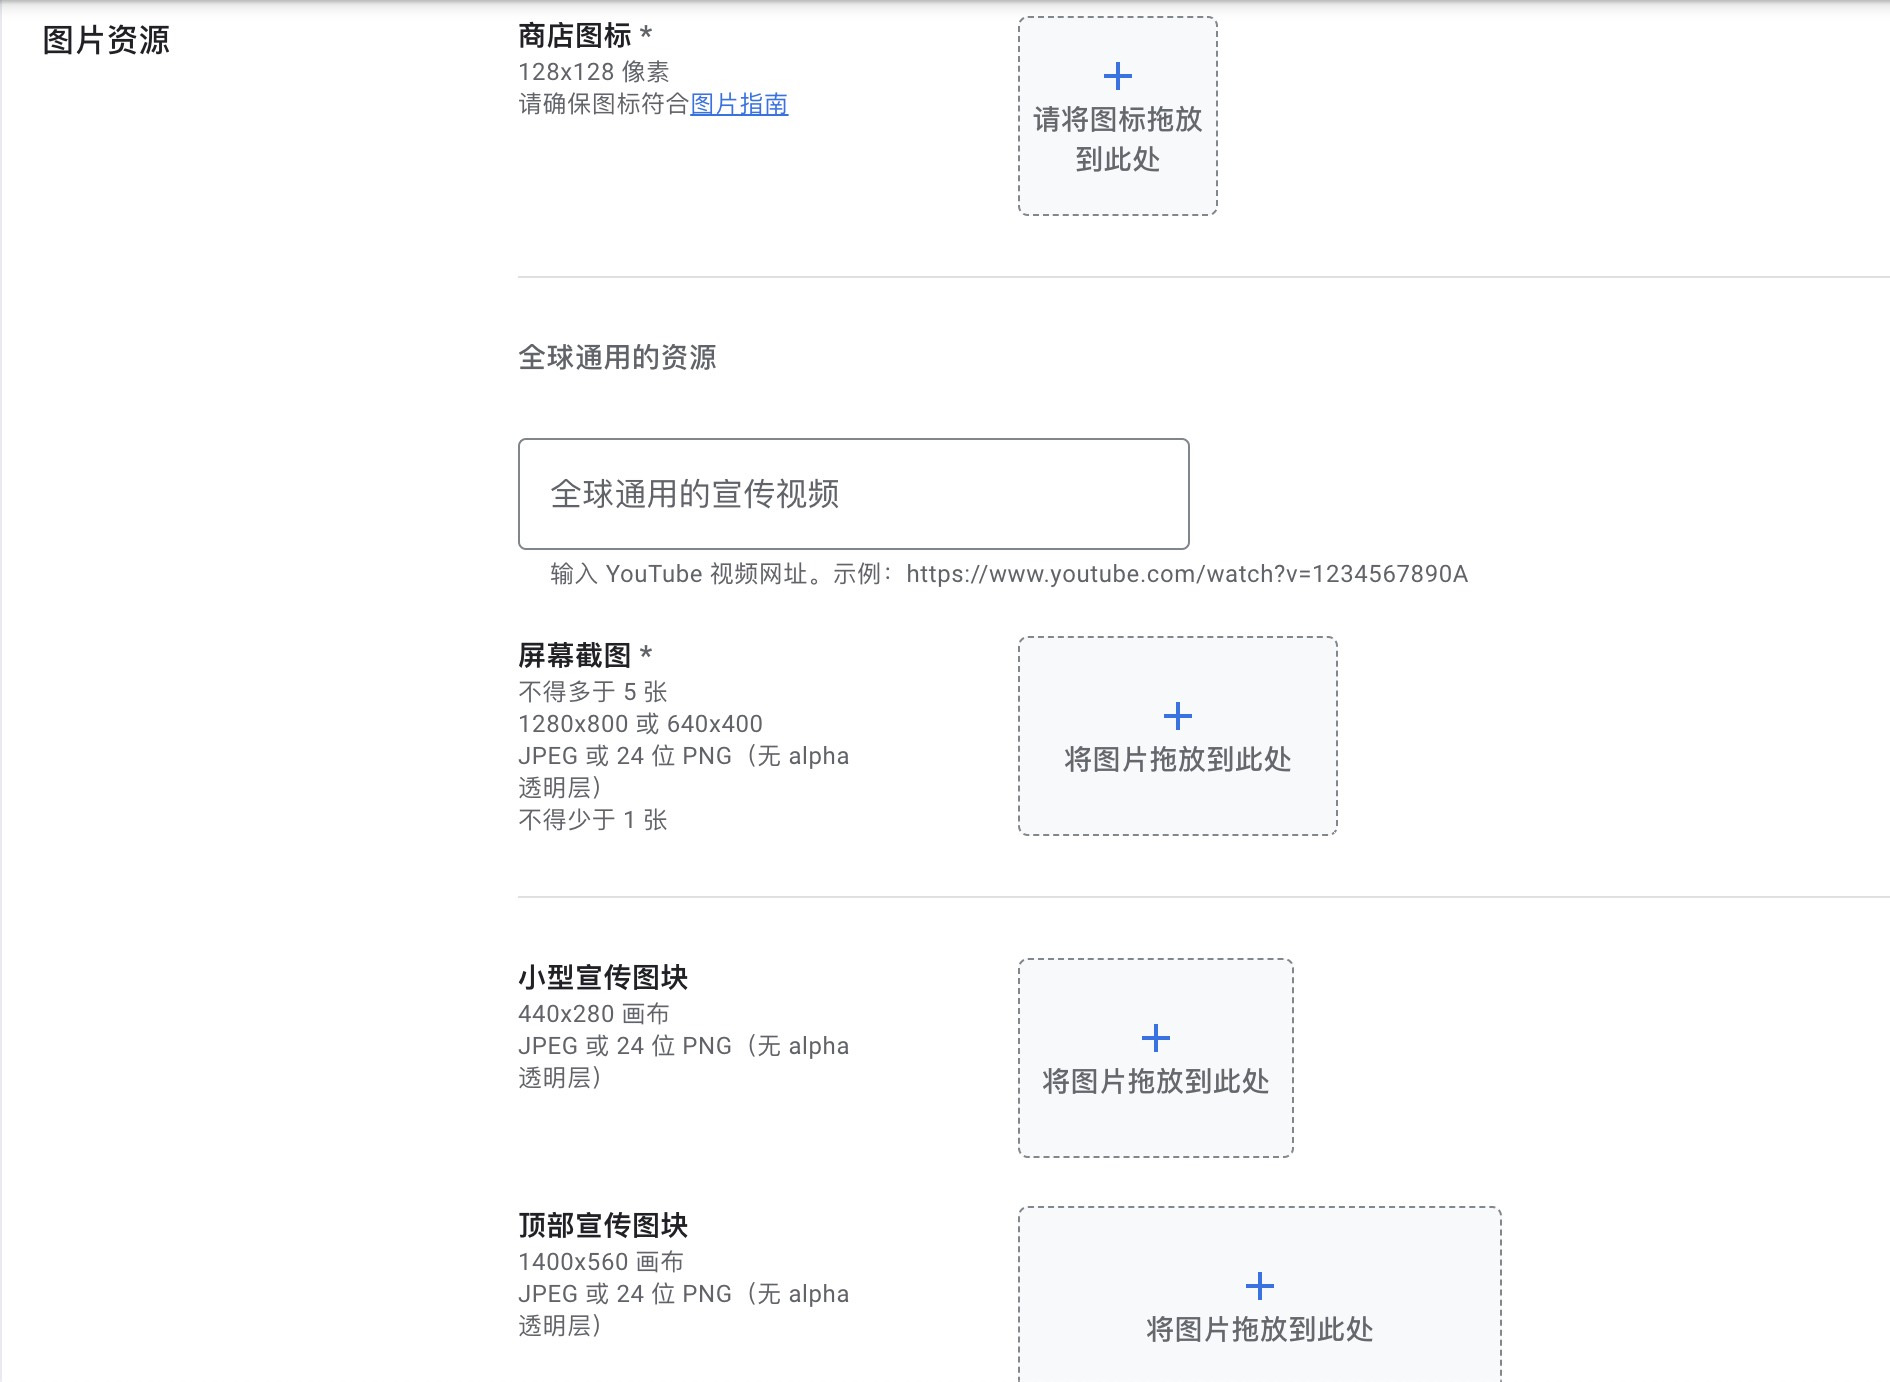 图片资源
商店图标 *
128x128 像素
请确保图标符合图片指南
请将图标拖放
到此处
全球通用的资源
全球通用的宣传视频
输入 YouTube 视频网址。示例：https://www.youtube.com/watch?v=1234567890A
屏幕截图 *
不得多于 5 张
1280x800 或 640x400
JPEG 或 24 位 PNG（无 alpha
透明层）
不得少于 1 张
将图片拖放到此处
小型宣传图块
440x280 画布
JPEG 或 24 位 PNG（无 alpha
透明层）
将图片拖放到此处
顶部宣传图块
1400x560 画布
JPEG 或 24 位 PNG（无 alpha
透明层）
将图片拖放到此处